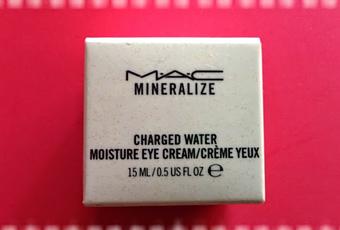 M·A·C
MINERALIZE
CHARGED WATER
MOISTURE EYE CREAM/CRÈME YEUX
15 ML / 0.5 US FL OZ ℮